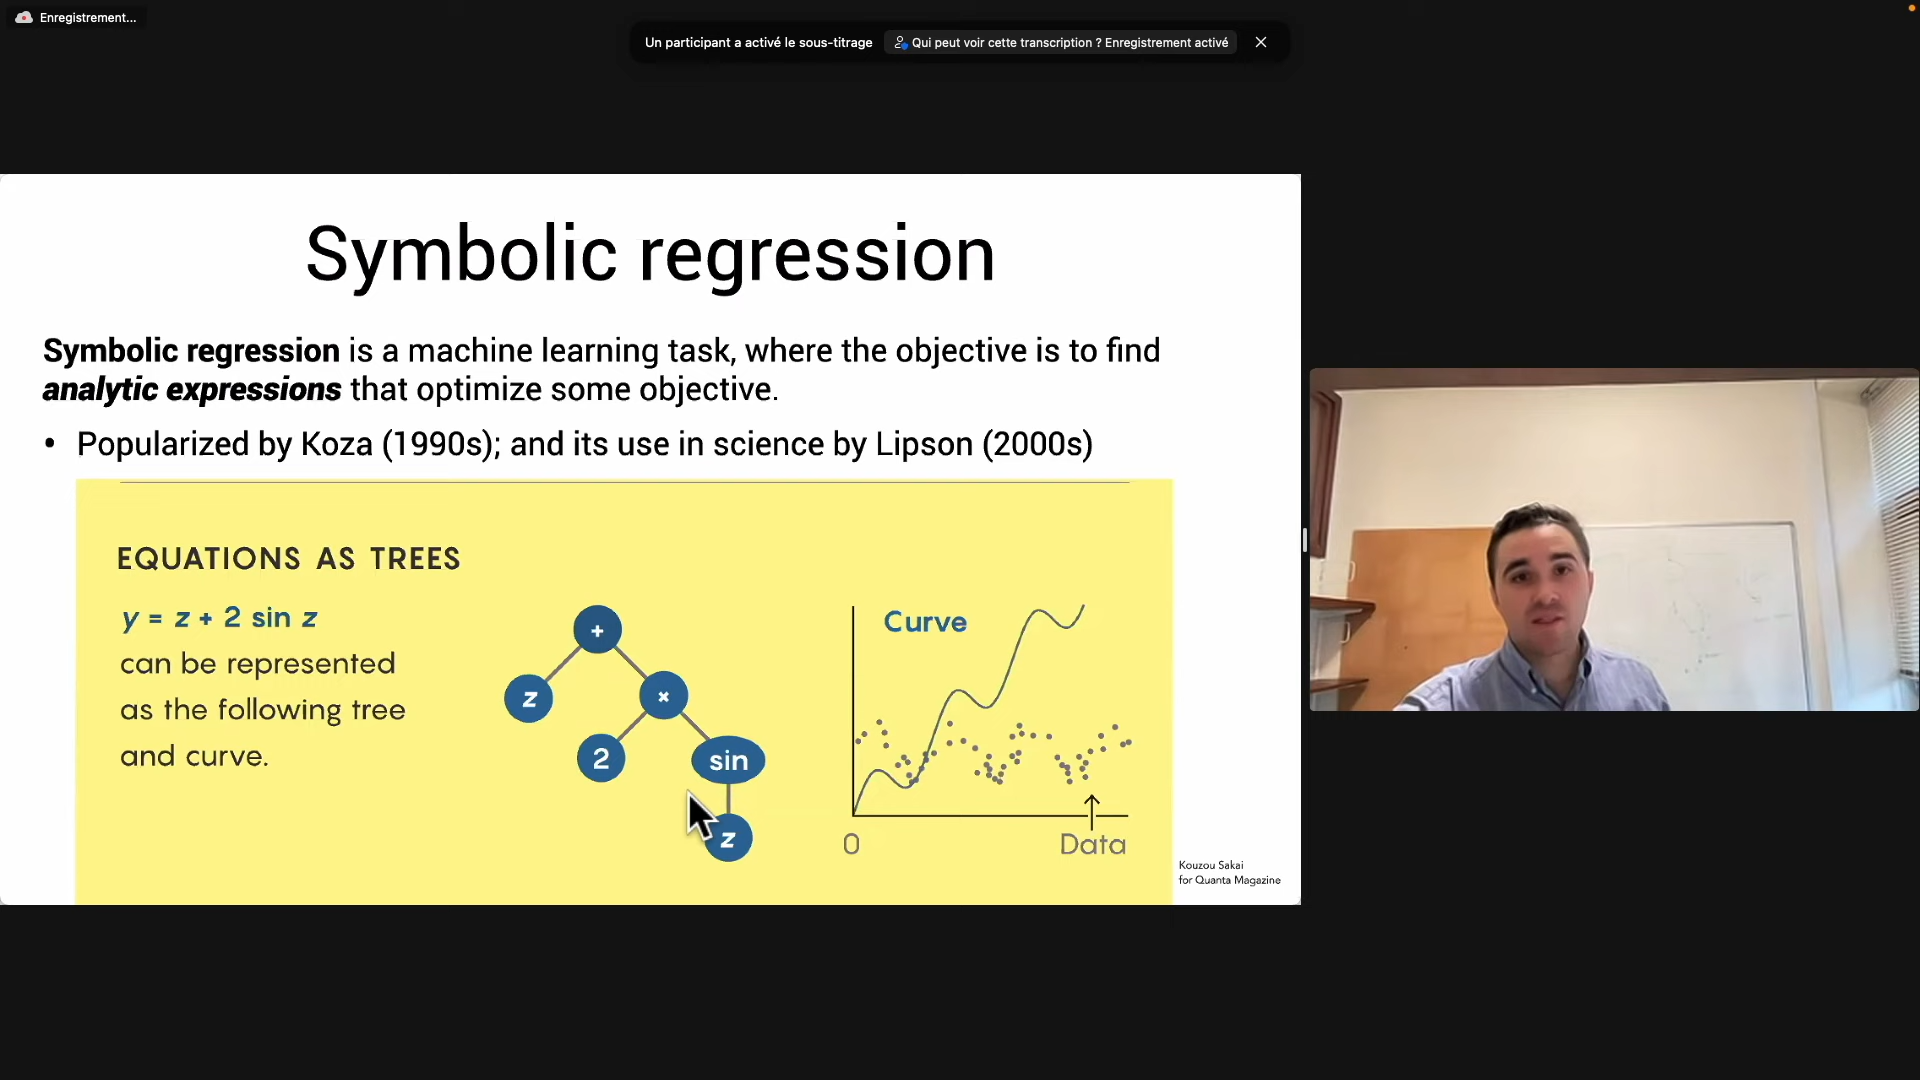 Enregistrement...
Un participant a activé le sous-titrage
Qui peut voir cette transcription ? Enregistrement activé
Symbolic regression
Symbolic regression is a machine learning task, where the objective is to find
analytic expressions that optimize some objective.
• Popularized by Koza (1990s); and its use in science by Lipson (2000s)
EQUATIONS AS TREES
y = z + 2 sin z
can be represented
as the following tree
and curve.
+
z
×
2
sin
z
Curve
0
Data
Kouzou Sakai
for Quanta Magazine